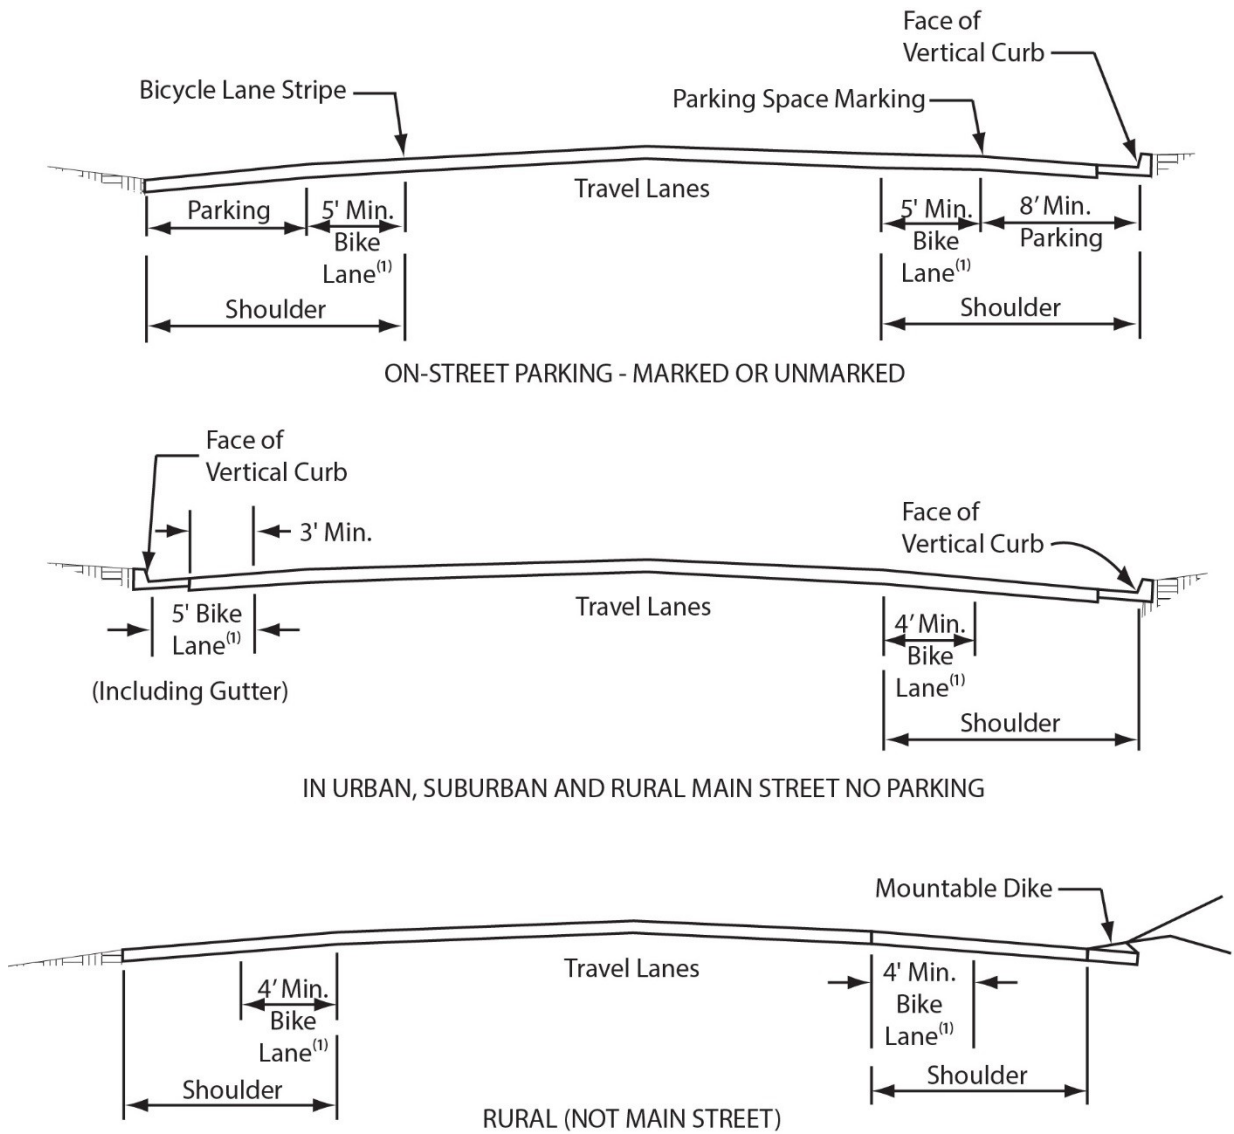 Face of
Vertical Curb
Bicycle Lane Stripe
Parking Space Marking
Travel Lanes
Parking
5' Min.
Bike
Lane(1)
5' Min.
Bike
Lane(1)
8' Min.
Parking
Shoulder
Shoulder
ON-STREET PARKING - MARKED OR UNMARKED
Face of
Vertical Curb
3' Min.
Face of
Vertical Curb
Travel Lanes
5' Bike
Lane(1)
(Including Gutter)
4' Min.
Bike
Lane(1)
Shoulder
IN URBAN, SUBURBAN AND RURAL MAIN STREET NO PARKING
Mountable Dike
Travel Lanes
4' Min.
Bike
Lane(1)
4' Min.
Bike
Lane(1)
Shoulder
Shoulder
RURAL (NOT MAIN STREET)